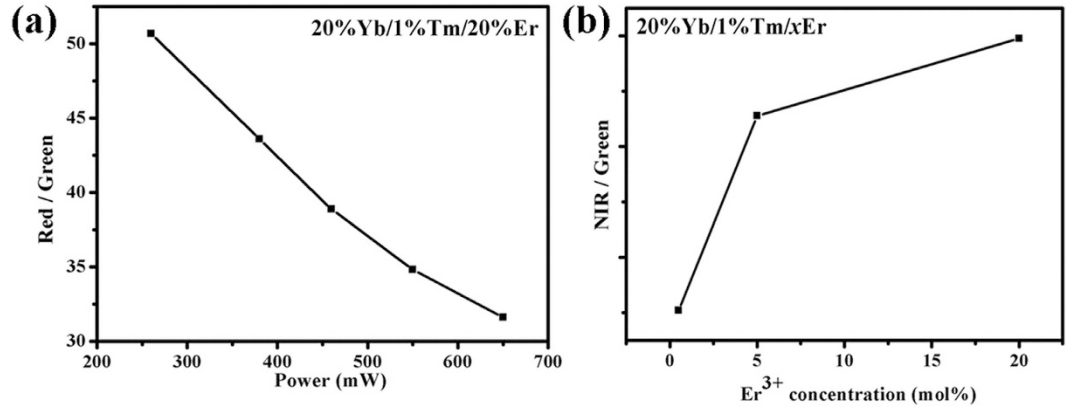 (a)
20%Yb/1%Tm/20%Er
50
45
40
35
30
Red / Green
200 300 400 500 600 700
Power (mW)
(b)
20%Yb/1%Tm/xEr
NIR / Green
0 5 10 15 20
Er³⁺ concentration (mol%)